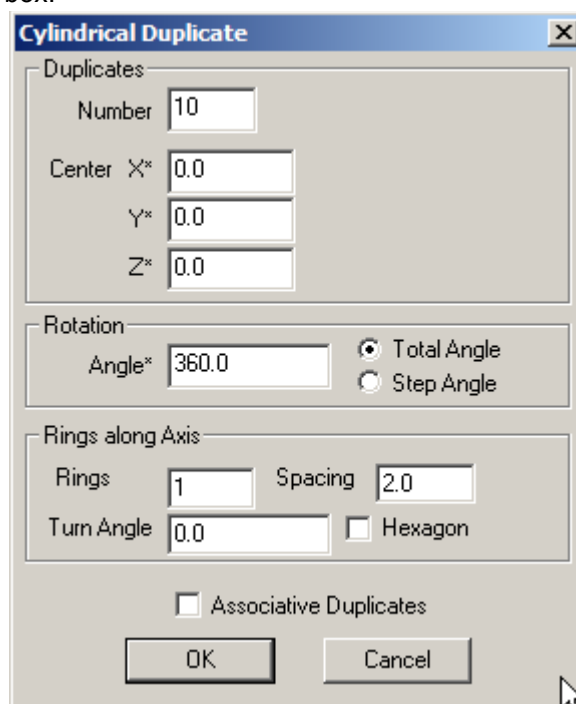 box.
Cylindrical Duplicate
Duplicates
Number 10
Center X* 0.0
Y* 0.0
Z* 0.0
Rotation
Angle* 360.0
Total Angle
Step Angle
Rings along Axis
Rings 1 Spacing 2.0
Turn Angle 0.0 Hexagon
Associative Duplicates
OK Cancel